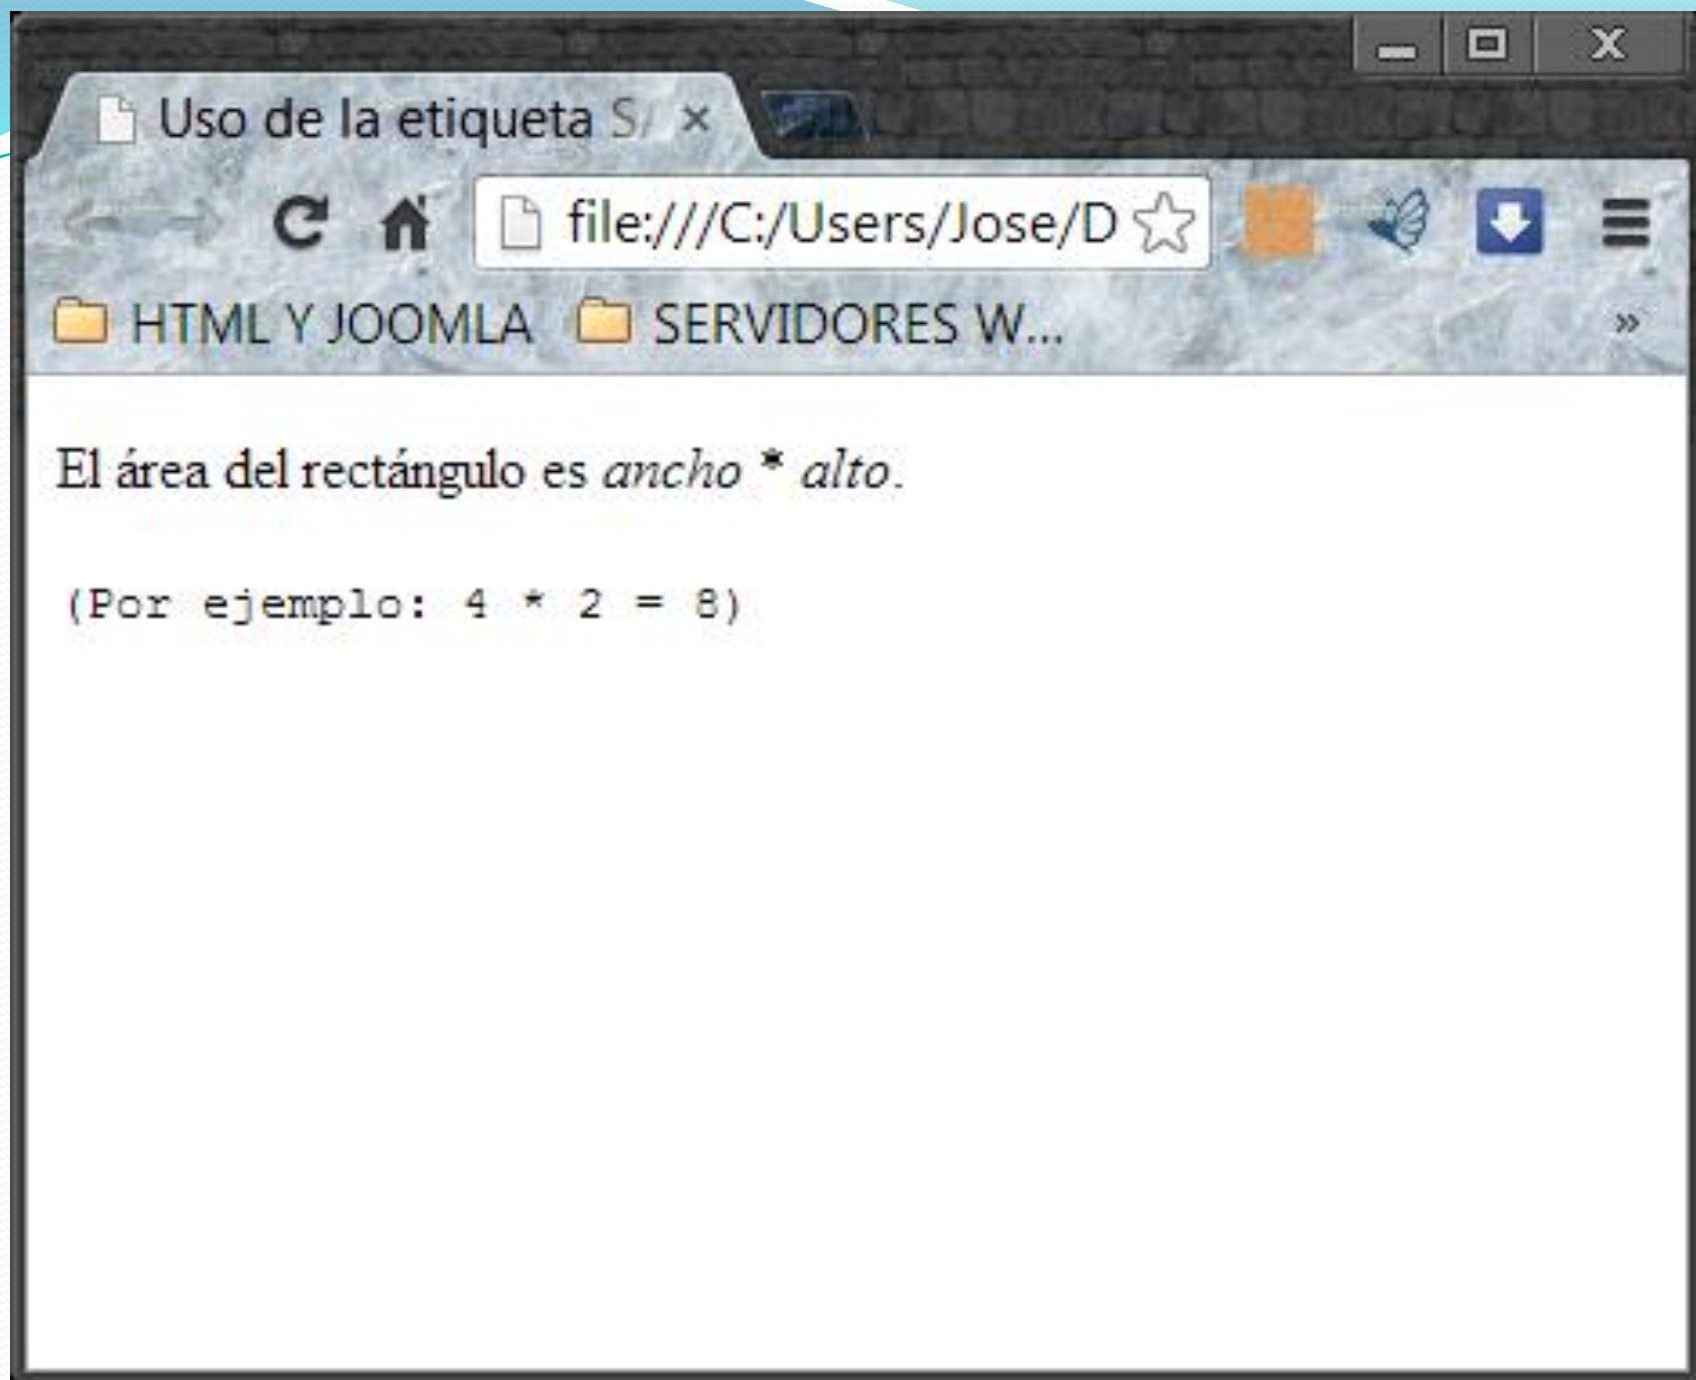 Uso de la etiqueta
file:///C:/Users/Jose/D
HTML Y JOOMLA SERVIDORES W...
El área del rectángulo es ancho * alto.
(Por ejemplo: 4 * 2 = 8)